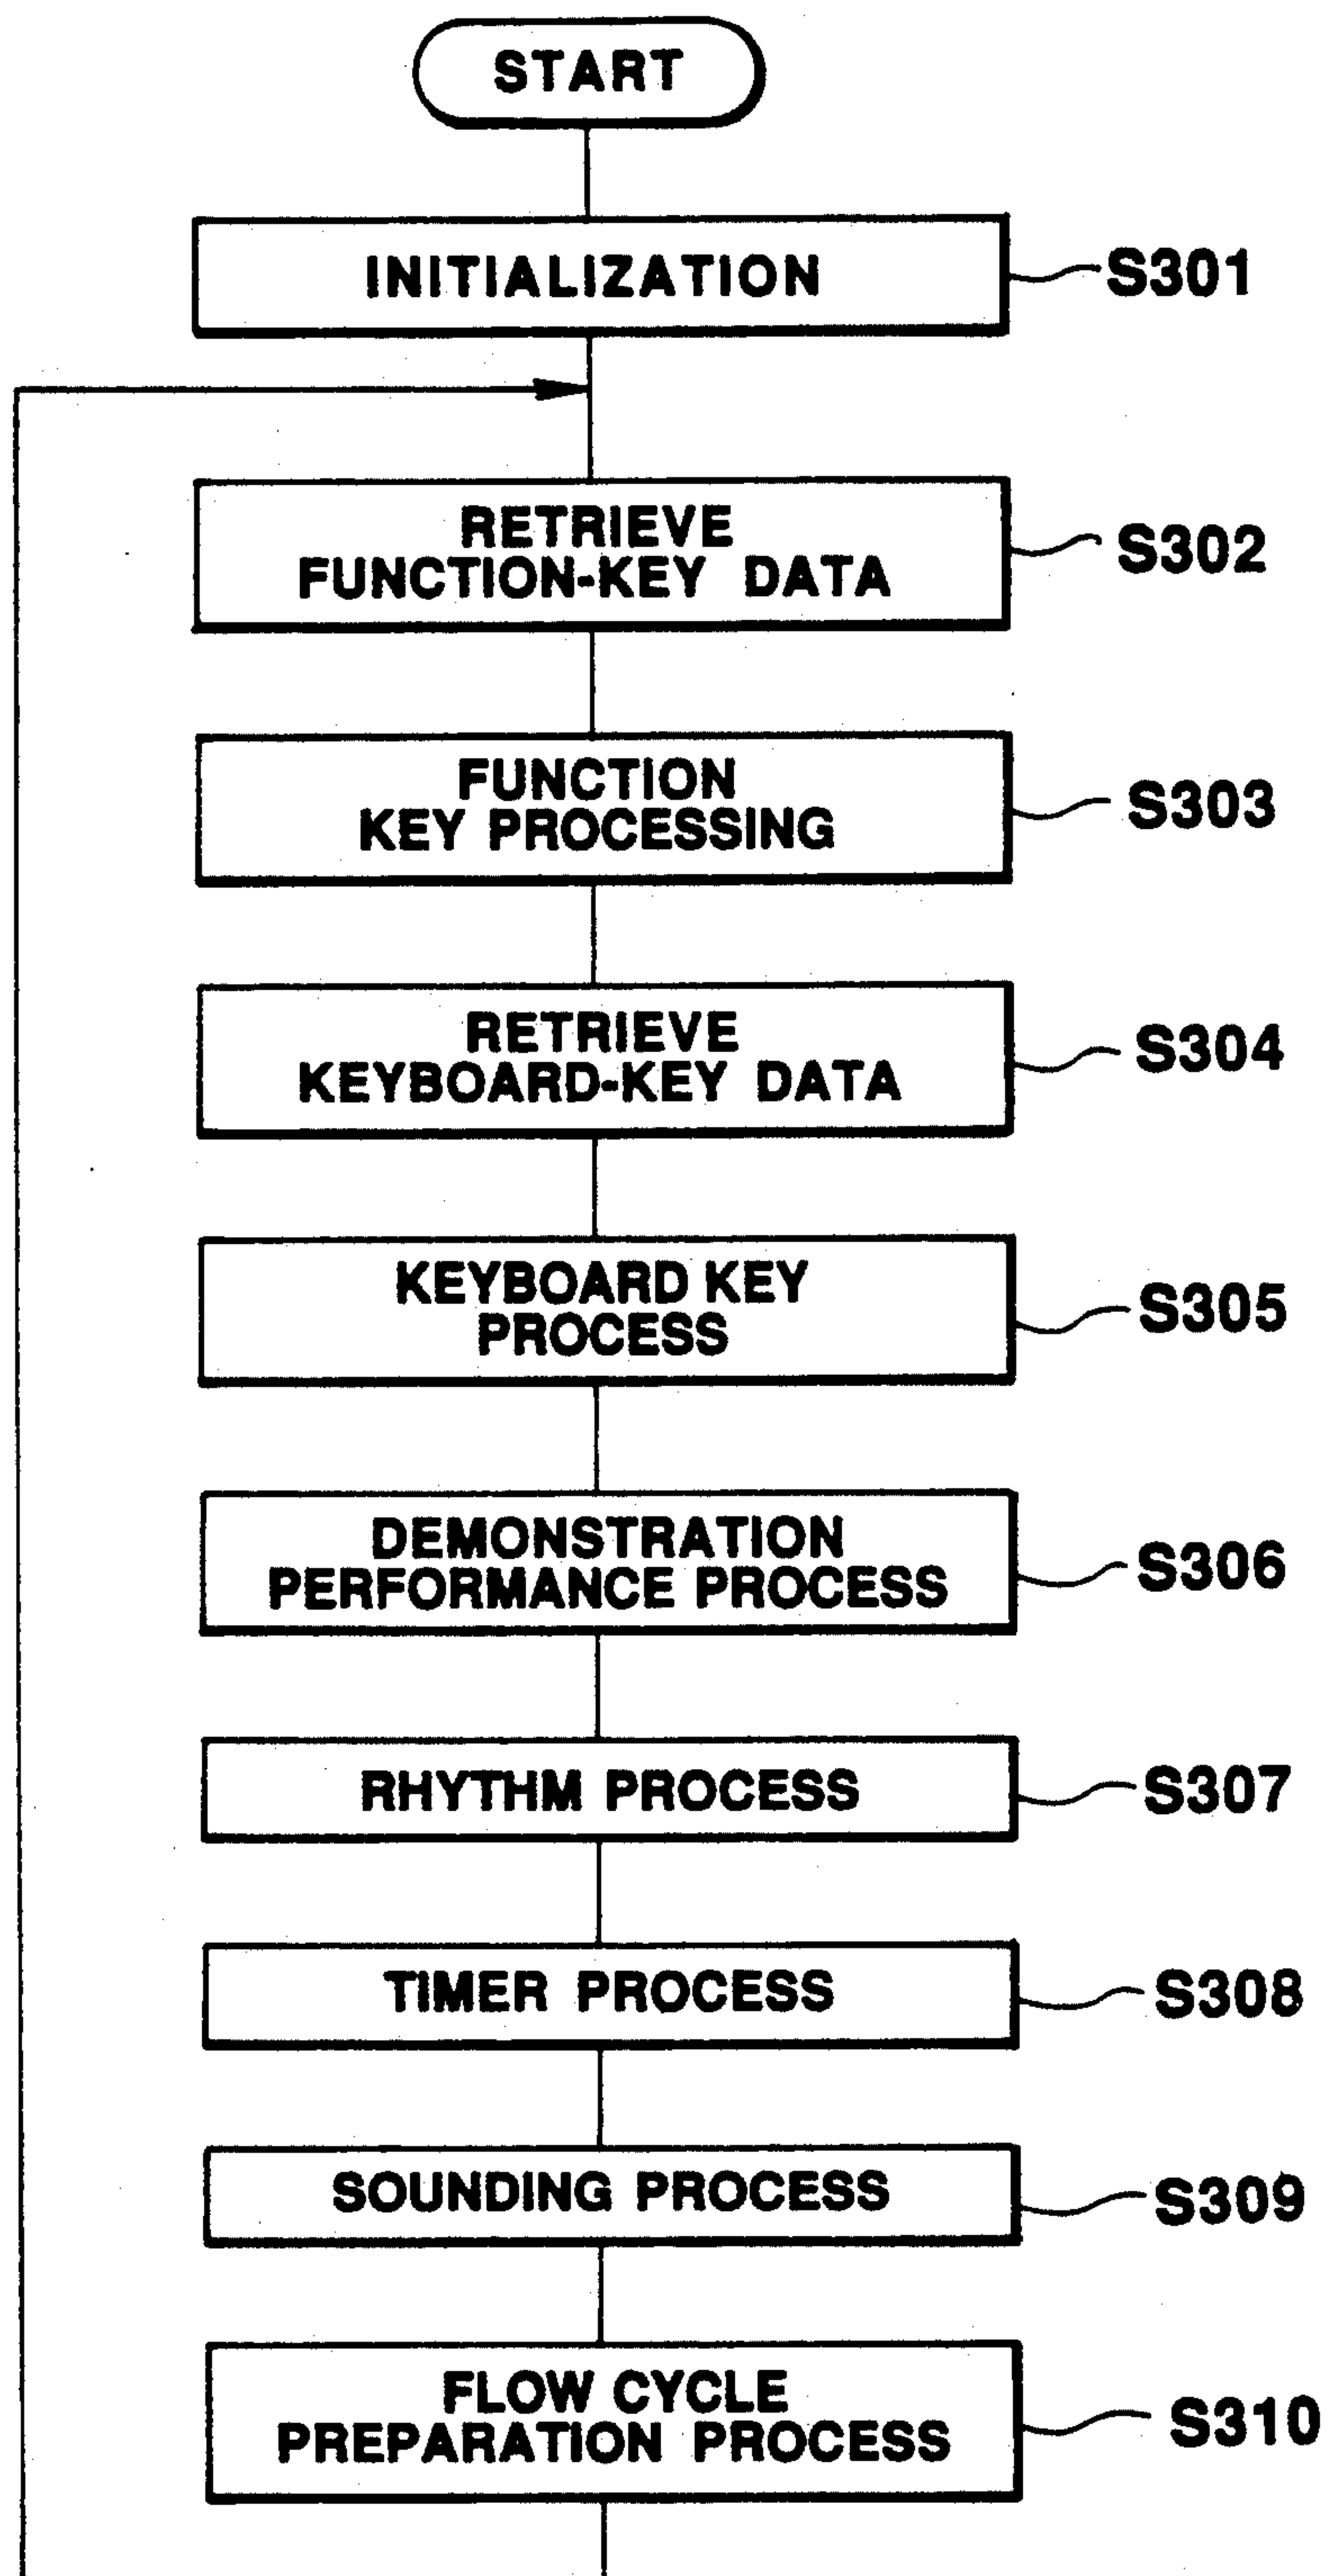 START
INITIALIZATION
S301
RETRIEVE
FUNCTION-KEY DATA
S302
FUNCTION
KEY PROCESSING
S303
RETRIEVE
KEYBOARD-KEY DATA
S304
KEYBOARD KEY
PROCESS
S305
DEMONSTRATION
PERFORMANCE PROCESS
S306
RHYTHM PROCESS
S307
TIMER PROCESS
S308
SOUNDING PROCESS
S309
FLOW CYCLE
PREPARATION PROCESS
S310